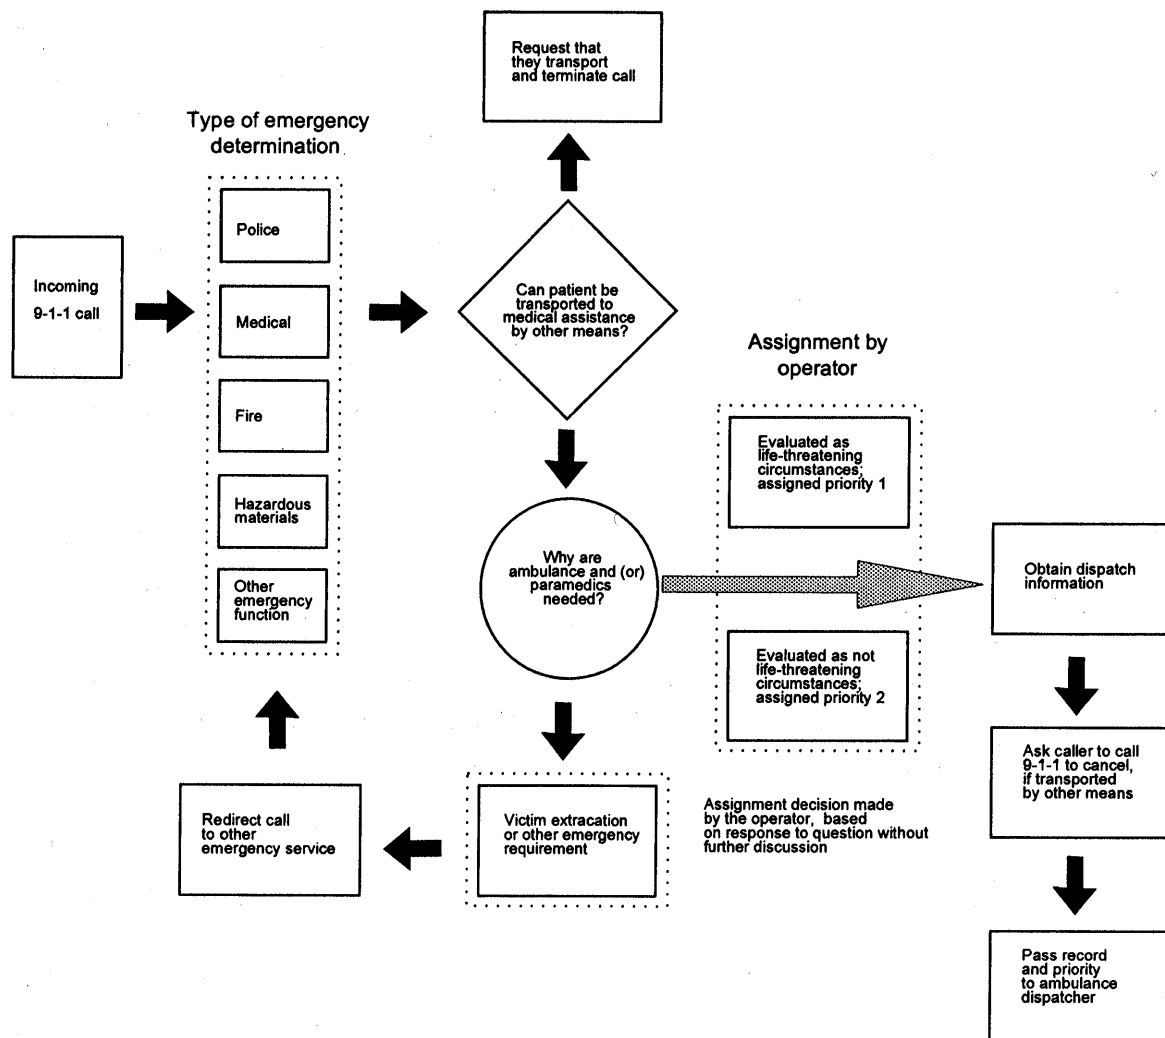 Request that
they transport
and terminate call
Type of emergency
determination
Police
Incoming
9-1-1 call
Medical
Can patient be
transported to
medical assistance
by other means?
Fire
Assignment by
operator
Evaluated as
life-threatening
circumstances;
assigned priority 1
Hazardous
materials
Why are
ambulance and (or)
paramedics
needed?
Obtain dispatch
information
Other
emergency
function
Evaluated as not
life-threatening
circumstances;
assigned priority 2
Ask caller to call
9-1-1 to cancel,
if transported
by other means
Redirect call
to other
emergency service
Victim extracation
or other emergency
requirement
Assignment decision made
by the operator, based
on response to question without
further discussion
Pass record
and priority
to ambulance
dispatcher